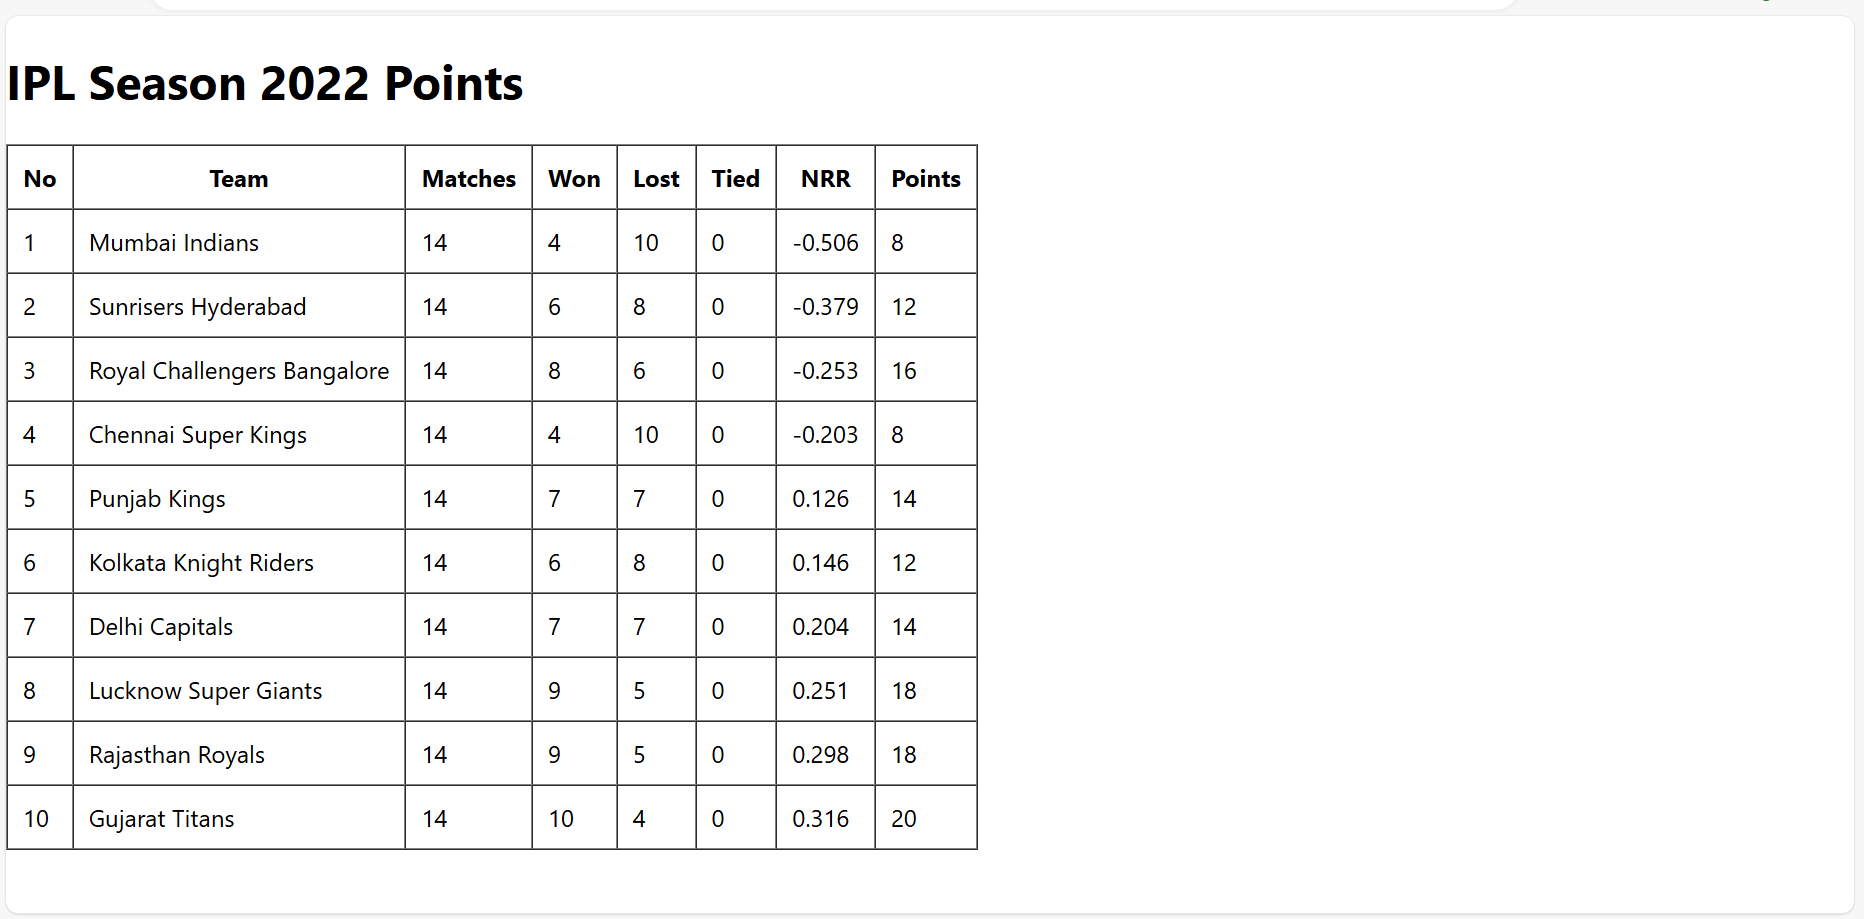 IPL Season 2022 Points
No Team Matches Won Lost Tied NRR Points
1 Mumbai Indians 14 4 10 0 -0.506 8
2 Sunrisers Hyderabad 14 6 8 0 -0.379 12
3 Royal Challengers Bangalore 14 8 6 0 -0.253 16
4 Chennai Super Kings 14 4 10 0 -0.203 8
5 Punjab Kings 14 7 7 0 0.126 14
6 Kolkata Knight Riders 14 6 8 0 0.146 12
7 Delhi Capitals 14 7 7 0 0.204 14
8 Lucknow Super Giants 14 9 5 0 0.251 18
9 Rajasthan Royals 14 9 5 0 0.298 18
10 Gujarat Titans 14 10 4 0 0.316 20